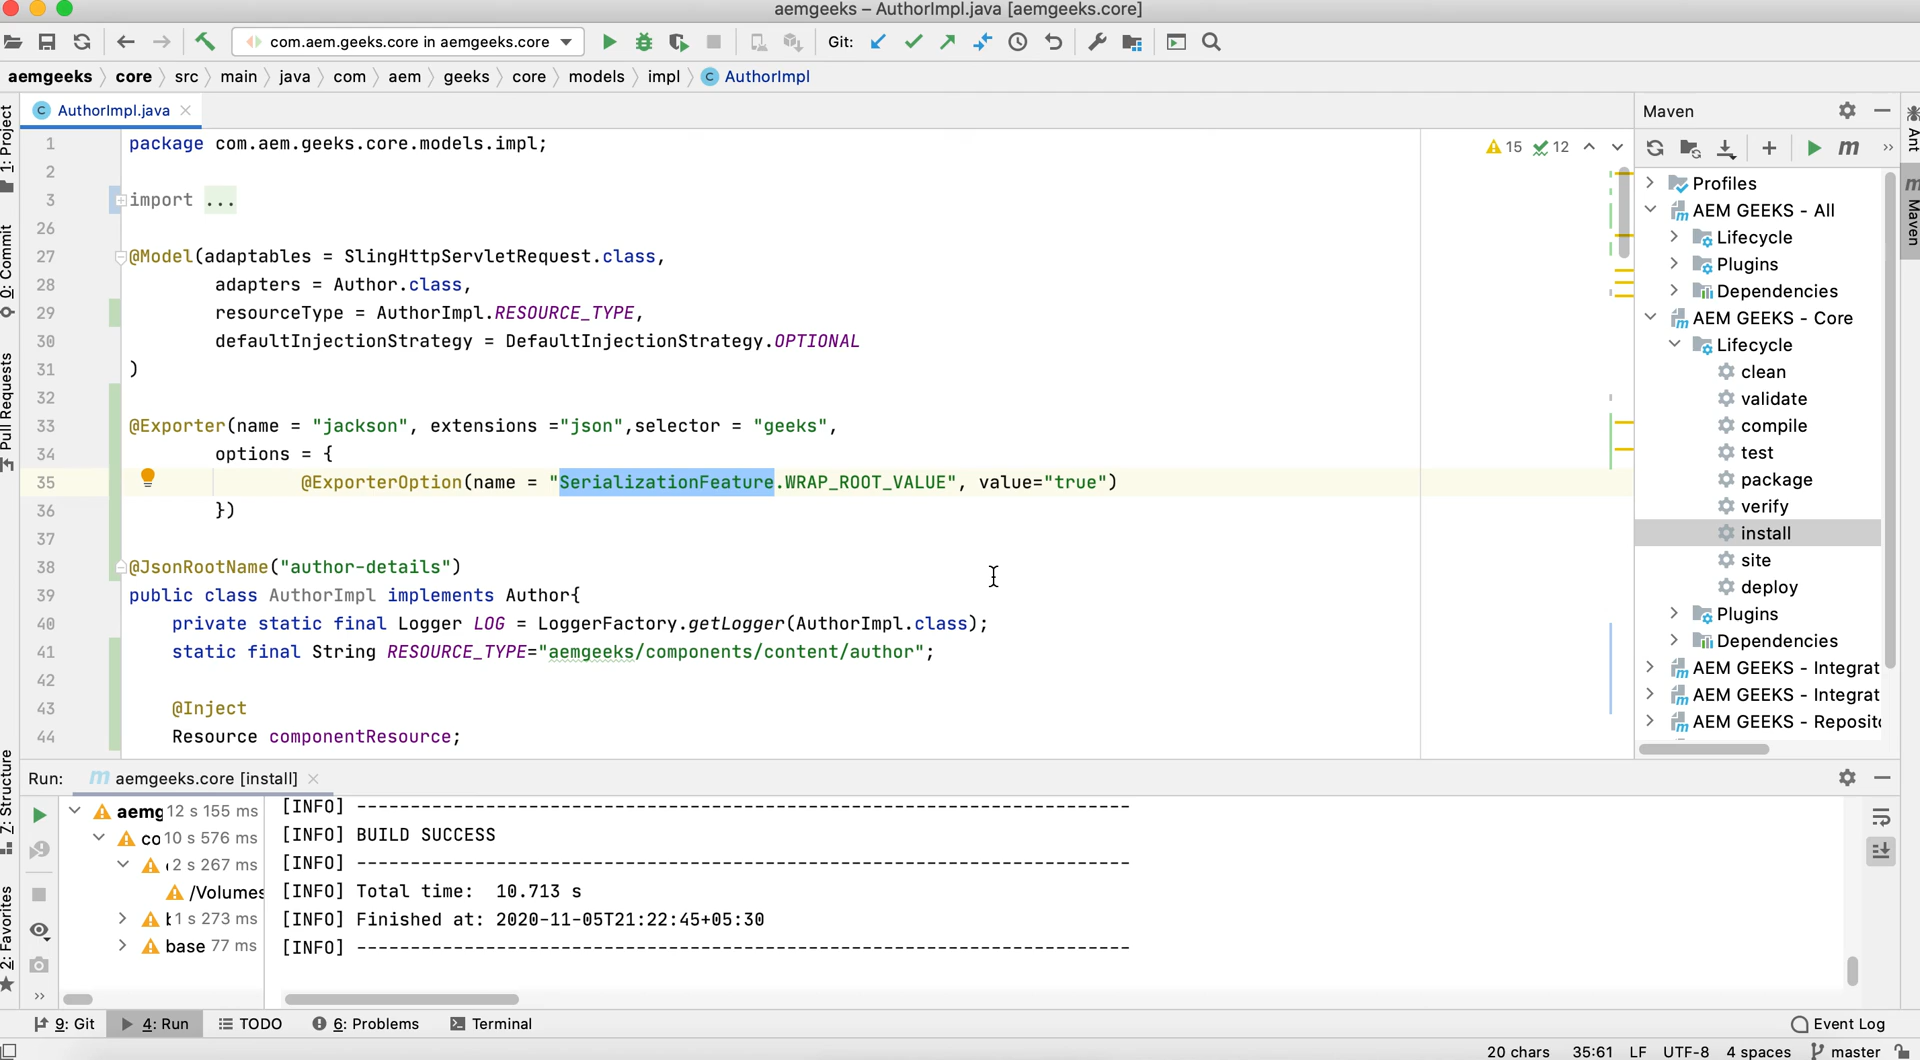 aemgeeks – AuthorImpl.java [aemgeeks.core]
com.aem.geeks.core in aemgeeks.core
Git:
aemgeeks
core
src
main
java
com
aem
geeks
core
models
impl
C AuthorImpl
C AuthorImpl.java
1: Project
0: Commit
Pull Requests
7: Structure
2: Favorites
15
12
1 package com.aem.geeks.core.models.impl;
2
3 import ...
26
27 @Model(adaptables = SlingHttpServletRequest.class,
28 adapters = Author.class,
29 resourceType = AuthorImpl.RESOURCE_TYPE,
30 defaultInjectionStrategy = DefaultInjectionStrategy.OPTIONAL
31 )
32
33 @Exporter(name = "jackson", extensions ="json",selector = "geeks",
34 options = {
35 @ExporterOption(name = "SerializationFeature.WRAP_ROOT_VALUE", value="true")
36 })
37
38 @JsonRootName("author-details")
39 public class AuthorImpl implements Author{
40 private static final Logger LOG = LoggerFactory.getLogger(AuthorImpl.class);
41 static final String RESOURCE_TYPE="aemgeeks/components/content/author";
42
43 @Inject
44 Resource componentResource;
Maven
m
Profiles
AEM GEEKS - All
Lifecycle
Plugins
Dependencies
AEM GEEKS - Core
Lifecycle
clean
validate
compile
test
package
verify
install
site
deploy
Plugins
Dependencies
AEM GEEKS - Integrat
AEM GEEKS - Integrat
AEM GEEKS - Reposito
Ant
Maven
Run:
m aemgeeks.core [install]
aemg 12 s 155 ms
co 10 s 576 ms
2 s 267 ms
/Volumes
1 s 273 ms
base 77 ms
[INFO] ------------------------------------------------------------------------
[INFO] BUILD SUCCESS
[INFO] ------------------------------------------------------------------------
[INFO] Total time:  10.713 s
[INFO] Finished at: 2020-11-05T21:22:45+05:30
[INFO] ------------------------------------------------------------------------
9: Git
4: Run
TODO
6: Problems
Terminal
Event Log
20 chars
35:61
LF
UTF-8
4 spaces
master